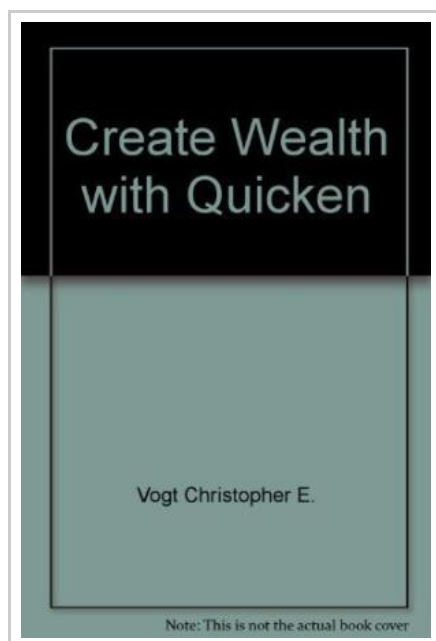 Create Wealth
with Quicken
Vogt Christopher E.
Note: This is not the actual book cover